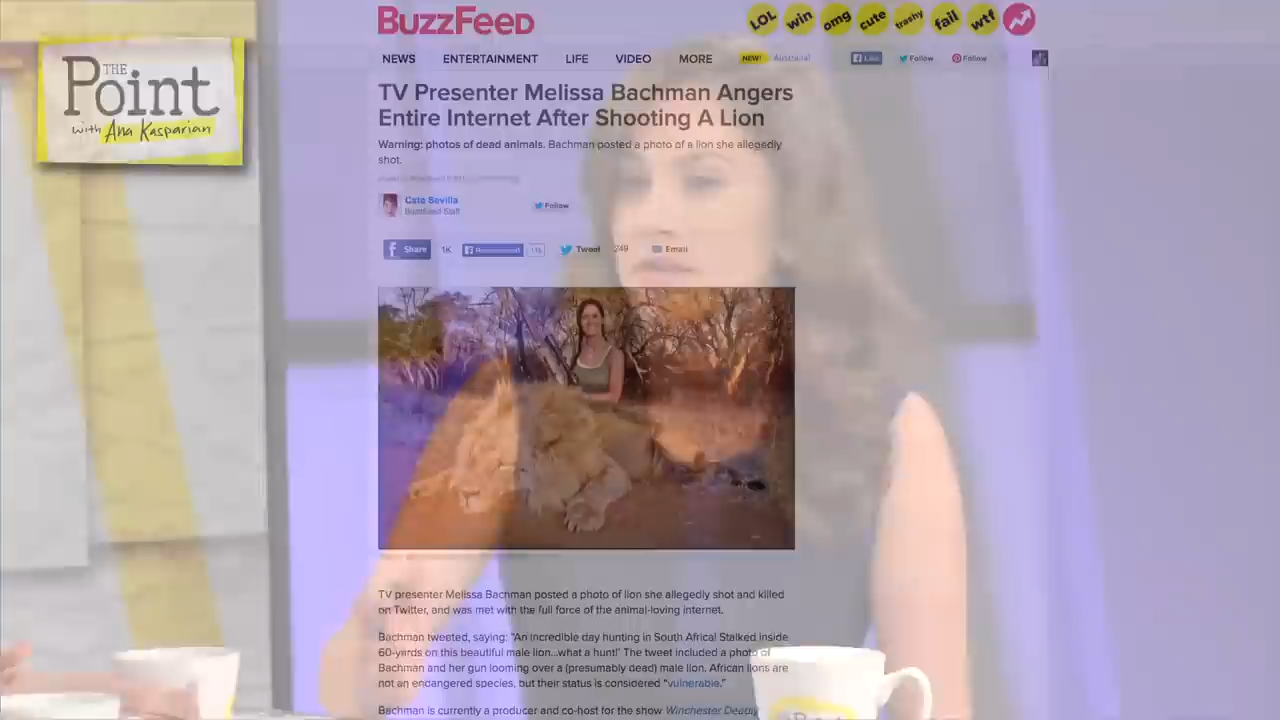 BuzzFeed
LOL win omg cute trashy fail wtf
THE
Point
with Ana Kasparian
NEWS ENTERTAINMENT LIFE VIDEO MORE NEW! Australia! Like Follow Follow
TV Presenter Melissa Bachman Angers
Entire Internet After Shooting A Lion
Warning: photos of dead animals. Bachman posted a photo of a lion she allegedly
shot.
BuzzFeed Staff
Follow
Share 1K Recommend Tweet 249 Email
TV presenter Melissa Bachman posted a photo of lion she allegedly shot and killed
on Twitter, and was met with the full force of the animal-loving internet.
Bachman tweeted, saying: "An incredible day hunting in South Africa! Stalked inside
60-yards on this beautiful male lion...what a hunt!' The tweet included a photo of
Bachman and her gun looming over a (presumably dead) male lion. African lions are
not an endangered species, but their status is considered "vulnerable."
Bachman is currently a producer and co-host for the show Winchester Deadly
Point